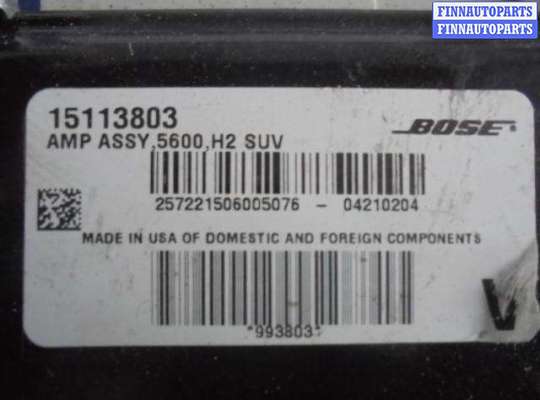 FINNAUTOPARTS
FINNAUTOPARTS
15113803
AMP ASSY,5600,H2 SUV
BOSE
257221506005076 - 04210204
MADE IN USA OF DOMESTIC AND FOREIGN COMPONENTS
*993803*
V